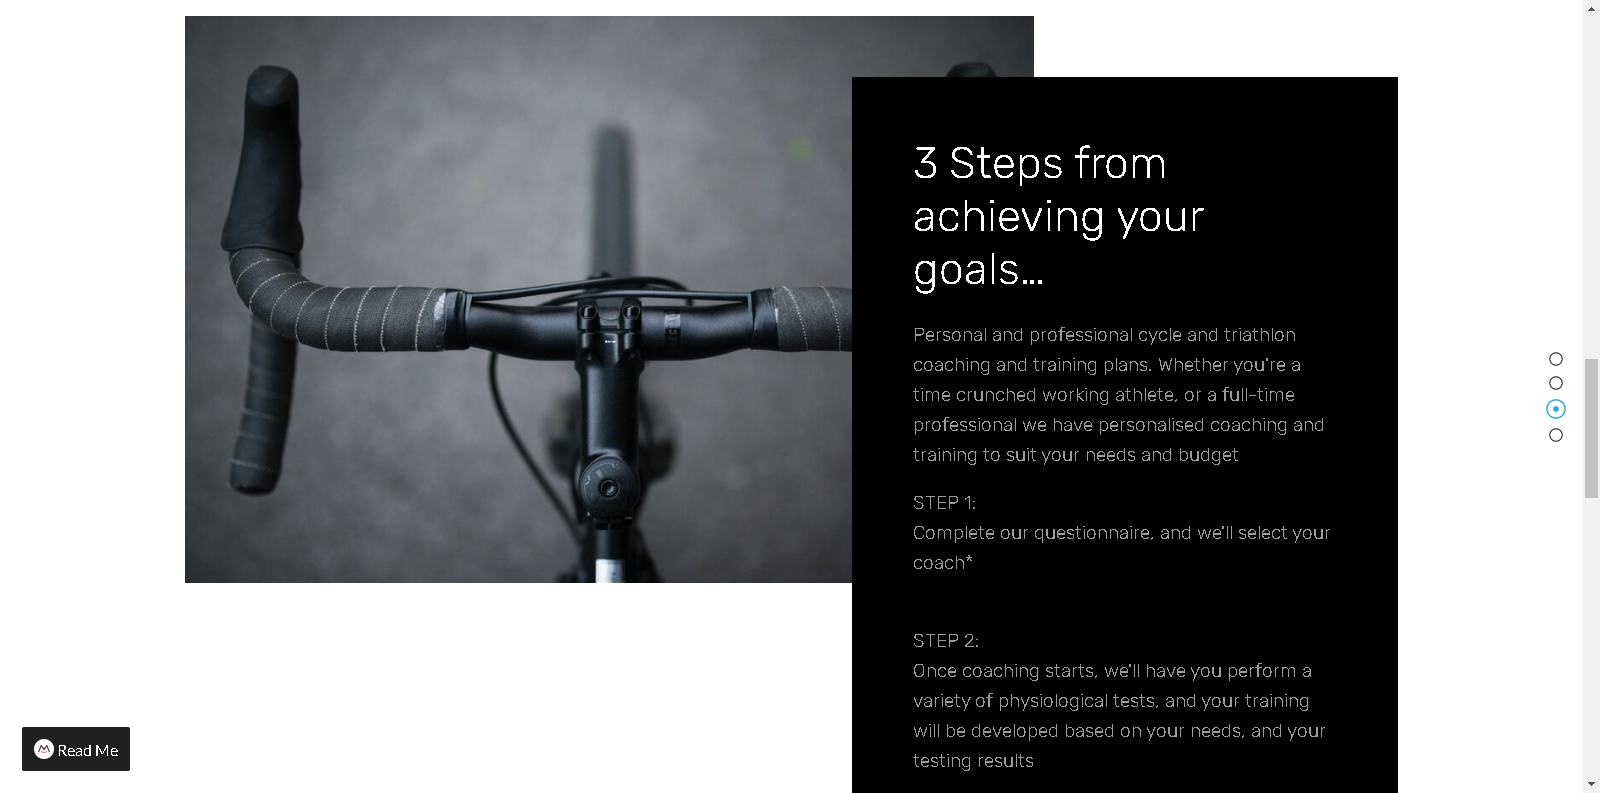 3 Steps from
achieving your
goals...
Personal and professional cycle and triathlon
coaching and training plans. Whether you're a
time crunched working athlete, or a full-time
professional we have personalised coaching and
training to suit your needs and budget
STEP 1:
Complete our questionnaire, and we'll select your
coach*
STEP 2:
Once coaching starts, we'll have you perform a
variety of physiological tests, and your training
will be developed based on your needs, and your
testing results
Read Me